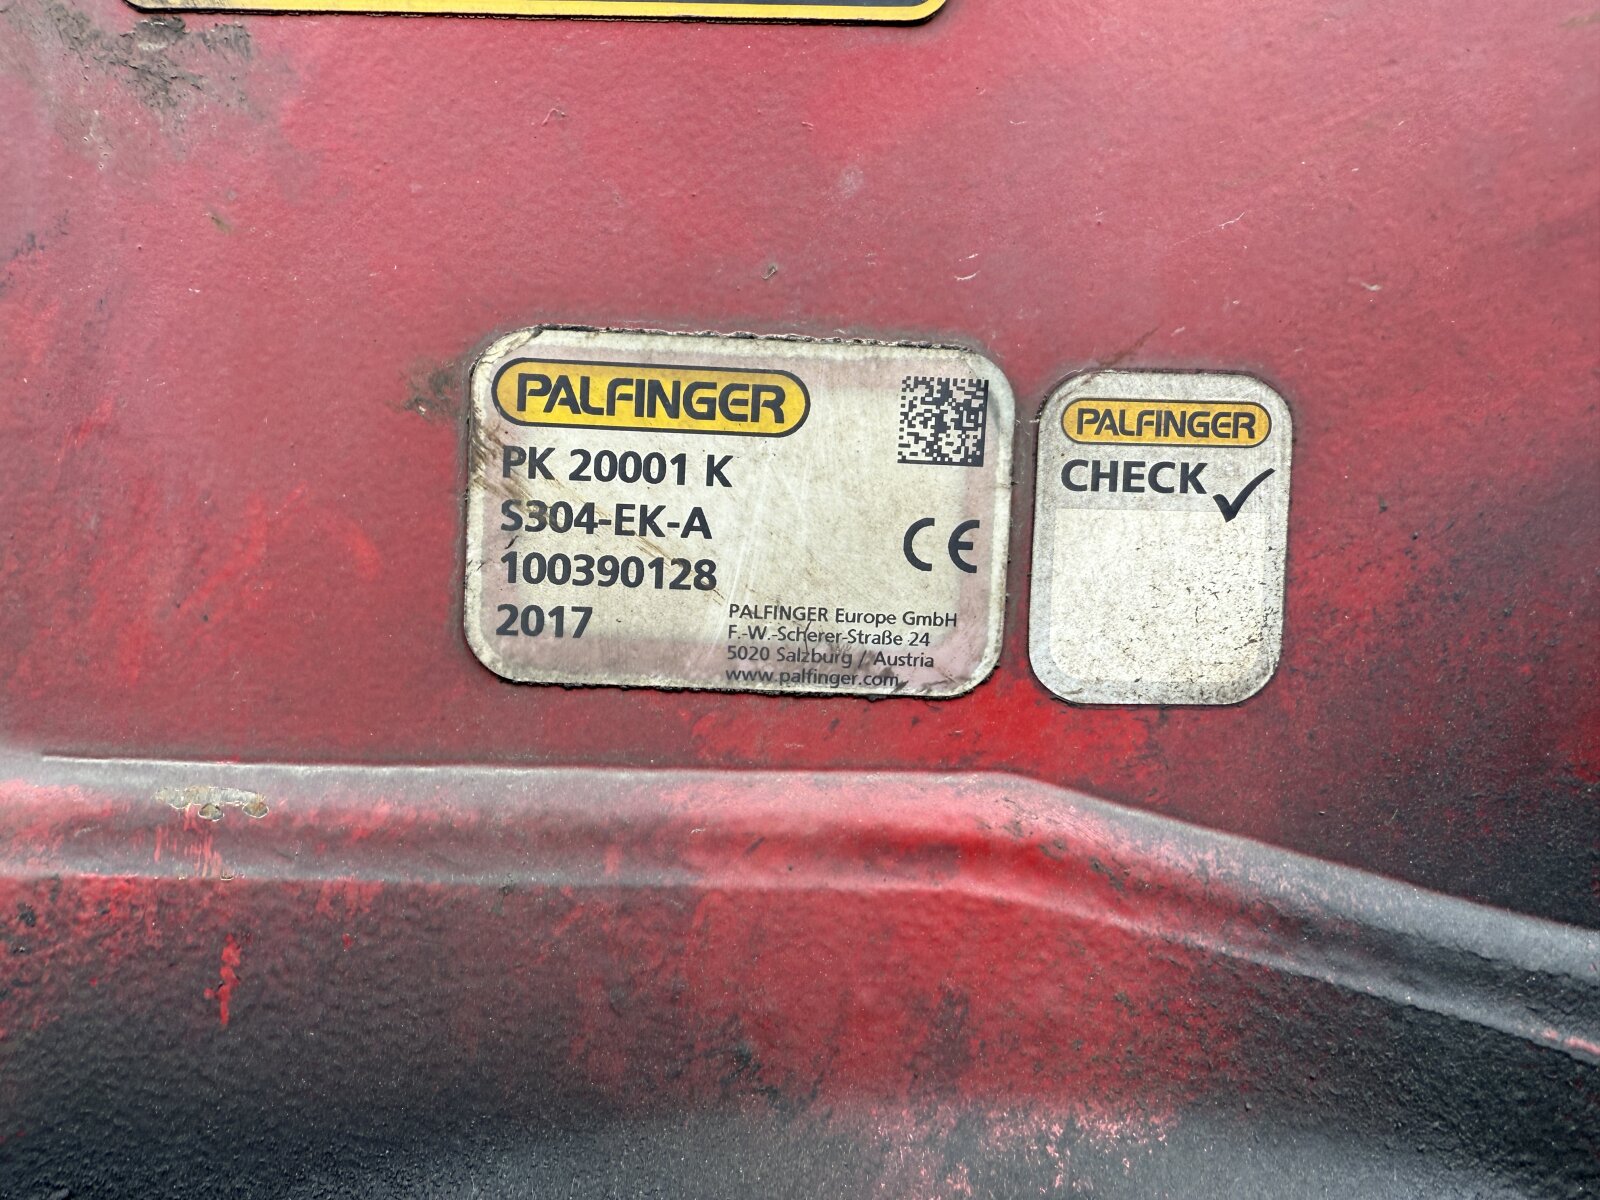 PALFINGER
PK 20001 K
S304-EK-A
100390128
2017
PALFINGER Europe GmbH
F.-W.-Scherer-Straße 24
5020 Salzburg / Austria
www.palfinger.com
CE
PALFINGER
CHECK